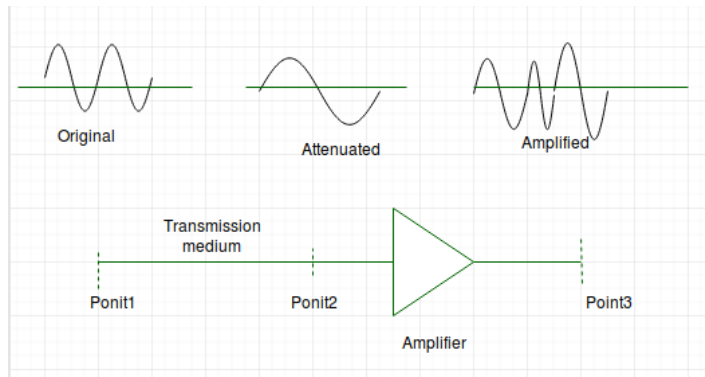 Original
Attenuated
Amplified
Transmission
medium
Ponit1
Ponit2
Point3
Amplifier